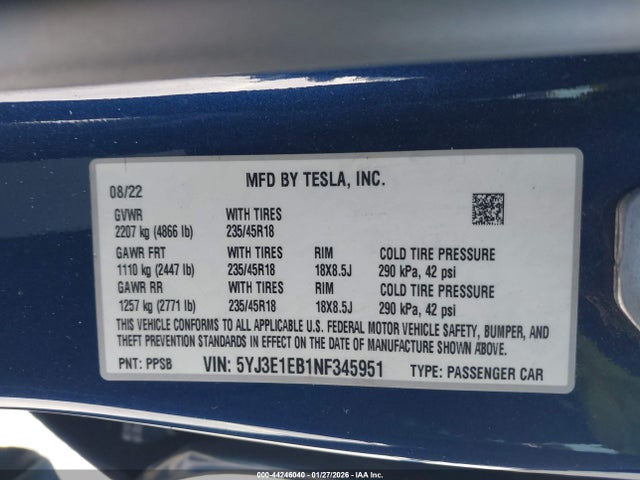 MFD BY TESLA, INC.
08/22
GVWR WITH TIRES
2207 kg (4866 lb) 235/45R18
GAWR FRT WITH TIRES RIM COLD TIRE PRESSURE
1110 kg (2447 lb) 235/45R18 18X8.5J 290 kPa, 42 psi
GAWR RR WITH TIRES RIM COLD TIRE PRESSURE
1257 kg (2771 lb) 235/45R18 18X8.5J 290 kPa, 42 psi
THIS VEHICLE CONFORMS TO ALL APPLICABLE U.S. FEDERAL MOTOR VEHICLE SAFETY, BUMPER, AND
THEFT PREVENTION STANDARDS IN EFFECT ON THE DATE OF MANUFACTURE SHOWN ABOVE.
PNT: PPSB VIN: 5YJ3E1EB1NF345951 TYPE: PASSENGER CAR
000-44246040 - 01/27/2026 - IAA Inc.